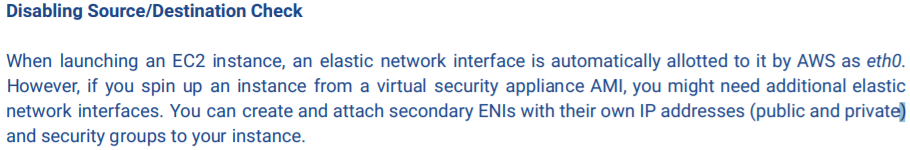 Disabling Source/Destination Check
When launching an EC2 instance, an elastic network interface is automatically allotted to it by AWS as eth0.
However, if you spin up an instance from a virtual security appliance AMI, you might need additional elastic
network interfaces. You can create and attach secondary ENIs with their own IP addresses (public and private)
and security groups to your instance.